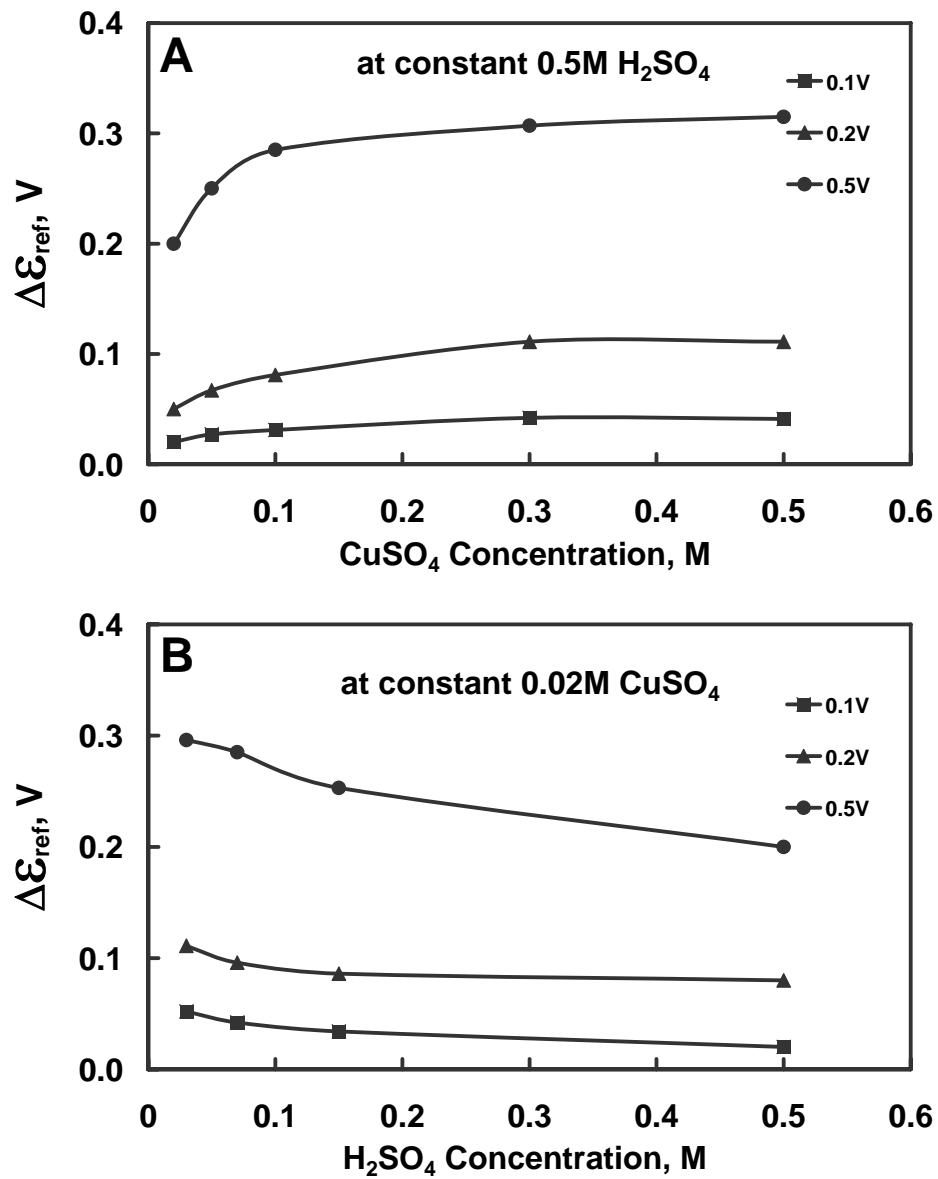 A
at constant 0.5M H₂SO₄
0.1V
0.2V
0.5V
Δεref, V
0.4
0.3
0.2
0.1
0.0
0 0.1 0.2 0.3 0.4 0.5 0.6
CuSO₄ Concentration, M
B
at constant 0.02M CuSO₄
0.1V
0.2V
0.5V
Δεref, V
0.4
0.3
0.2
0.1
0.0
0 0.1 0.2 0.3 0.4 0.5 0.6
H₂SO₄ Concentration, M